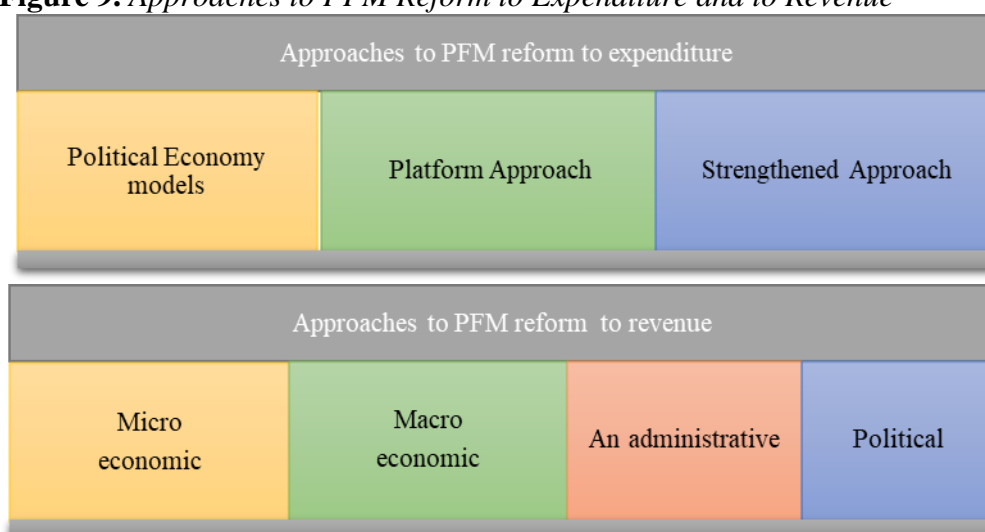 Figure 9. Approaches to PFM Reform to Expenditure and to Revenue
Approaches to PFM reform to expenditure
Political Economy
models
Platform Approach
Strengthened Approach
Approaches to PFM reform to revenue
Micro
economic
Macro
economic
An administrative
Political